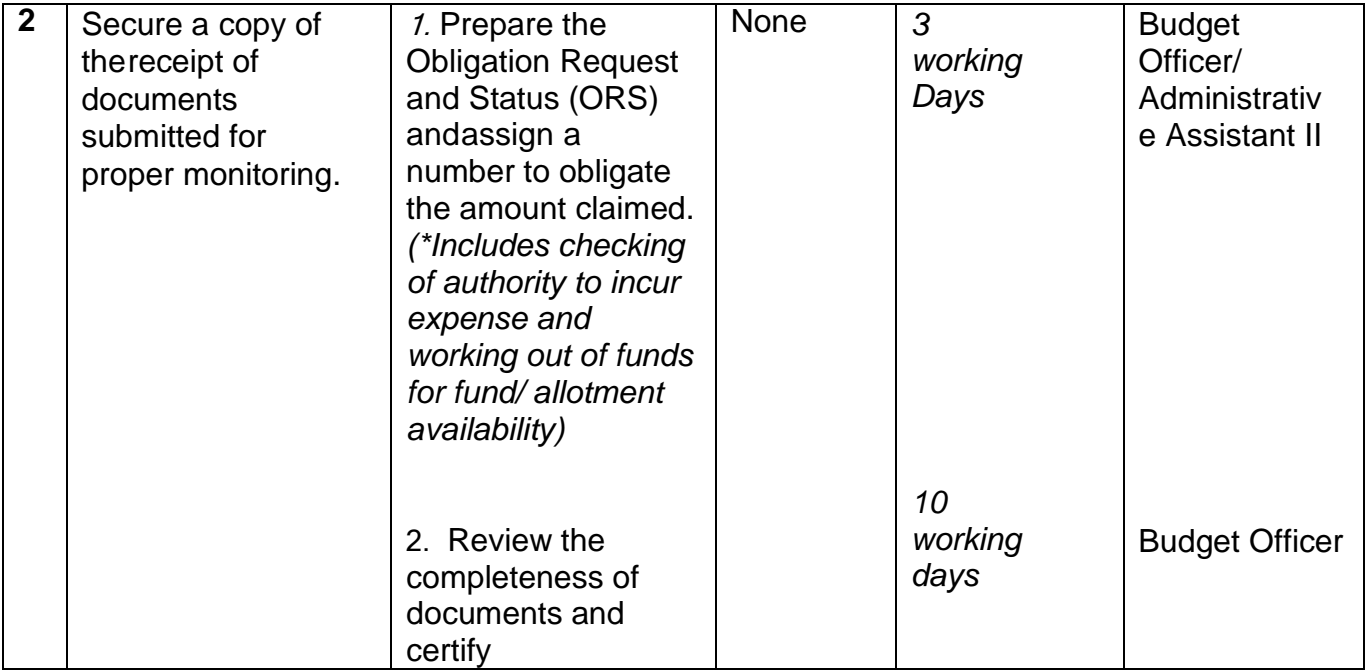 2
Secure a copy of
thereceipt of
documents
submitted for
proper monitoring.
1. Prepare the
Obligation Request
and Status (ORS)
andassign a
number to obligate
the amount claimed.
(*Includes checking
of authority to incur
expense and
working out of funds
for fund/ allotment
availability)
2. Review the
completeness of
documents and
certify
None
3
working
Days
10
working
days
Budget
Officer/
Administrativ
e Assistant II
Budget Officer